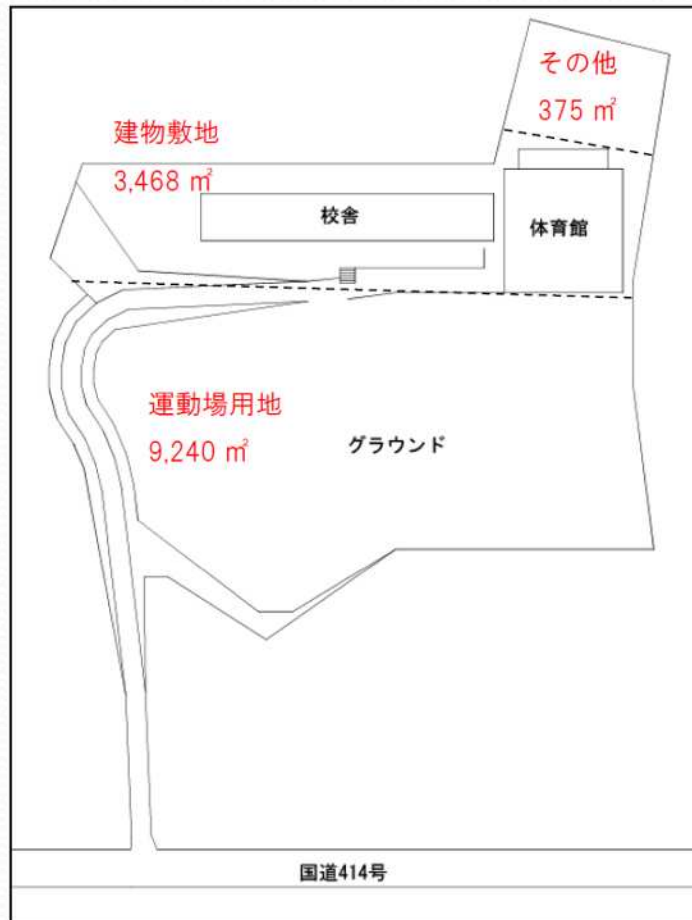 その他
375 ㎡
建物敷地
3,468 ㎡
校舎
体育館
運動場用地
9,240 ㎡
グラウンド
国道414号